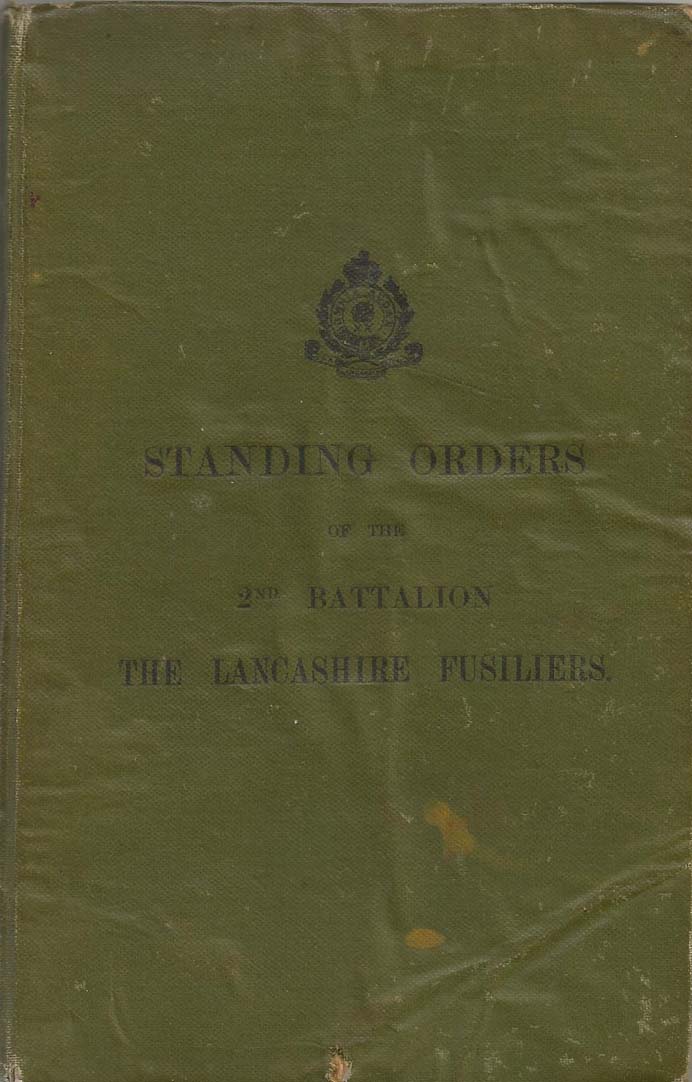 STANDING ORDERS
OF THE
2ND BATTALION
THE LANCASHIRE FUSILIERS.